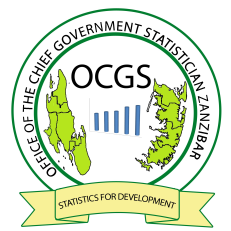 OFFICE OF THE CHIEF GOVERNMENT STATISTICIAN ZANZIBAR
OCGS
STATISTICS FOR DEVELOPMENT